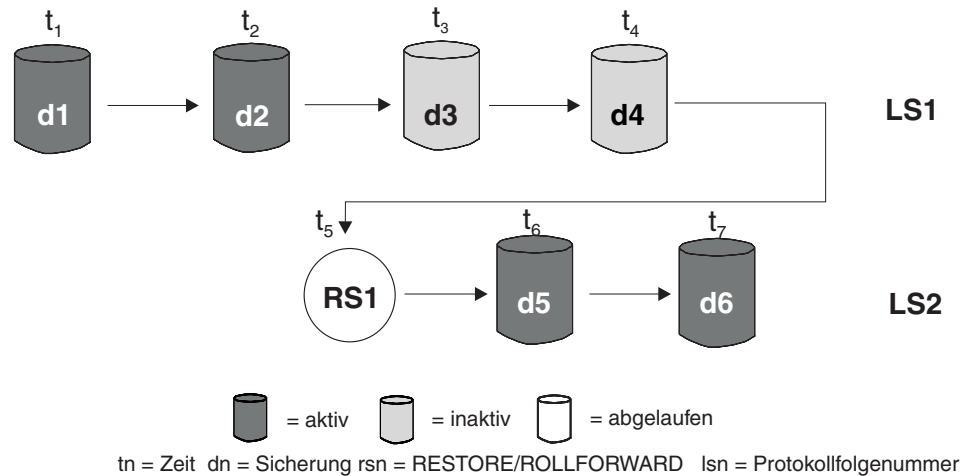 t1 t2 t3 t4
d1 d2 d3 d4 LS1
t5 t6 t7
RS1 d5 d6 LS2
= aktiv = inaktiv = abgelaufen
tn = Zeit dn = Sicherung rsn = RESTORE/ROLLFORWARD lsn = Protokollfolgenummer